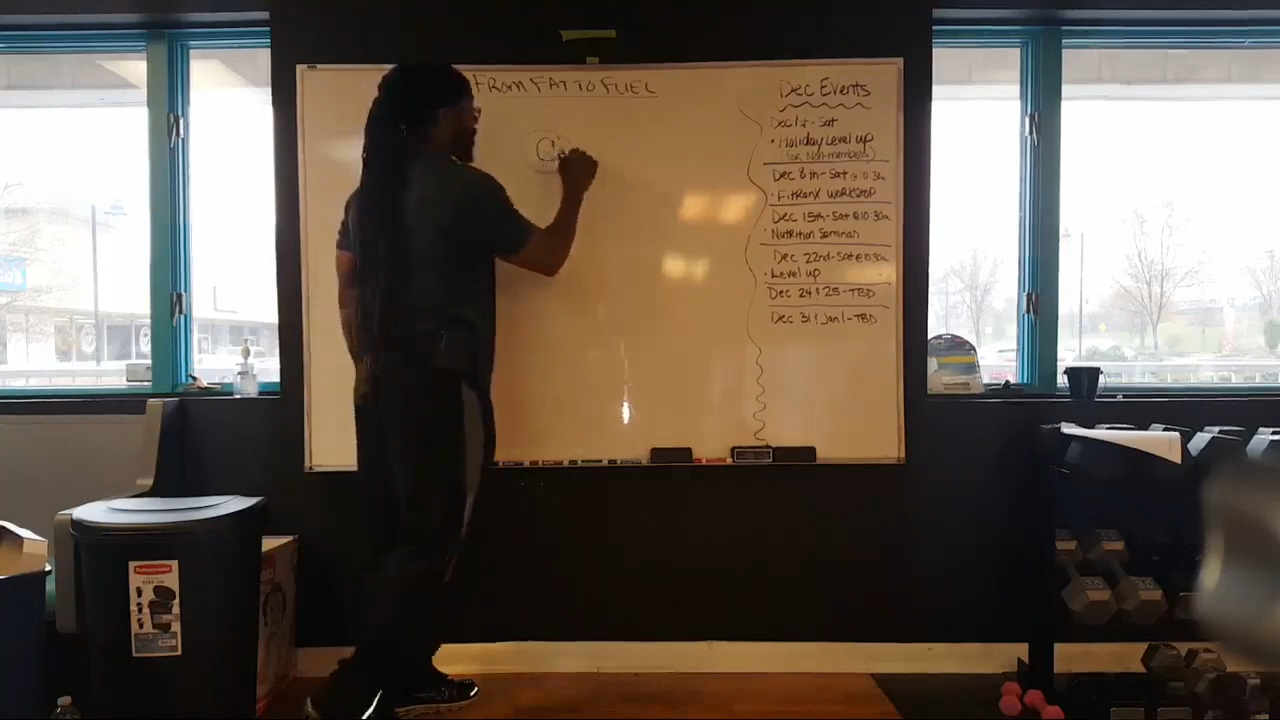 FROM FAT TO FUEL
Dec Events
Dec 1st - Sat
• Holiday Level up
(for Non-members)
Dec 8th - Sat @ 10:30a
• FitRanX WORKSHOP
Dec 15th - Sat @ 10:30a
• Nutrition Seminar
Dec 22nd - Sat @ 10:30a
• Level up
Dec 24 & 25 - TBD
Dec 31 & Jan 1 - TBD
Rubbermaid